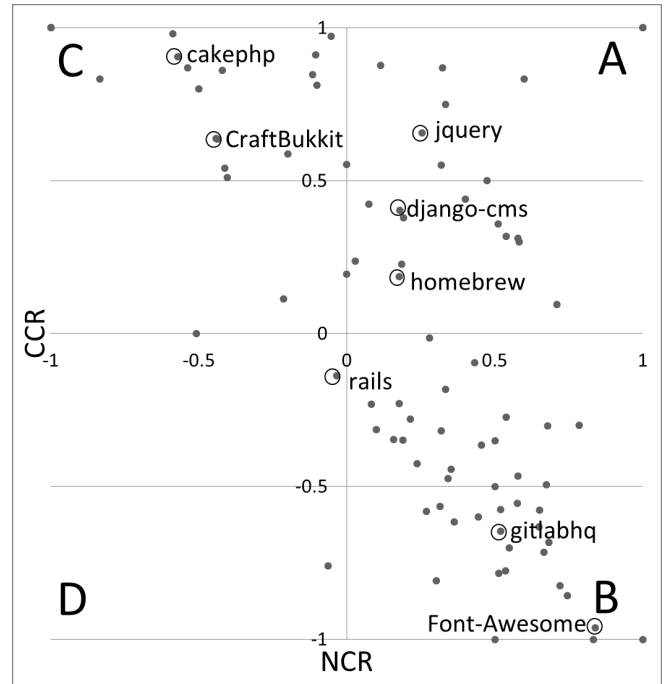 1
C
A
cakephp
jquery
CraftBukkit
0.5
django-cms
homebrew
CCR
0
-1
-0.5
0
0.5
1
rails
-0.5
gitlabhq
D
B
Font-Awesome
-1
NCR